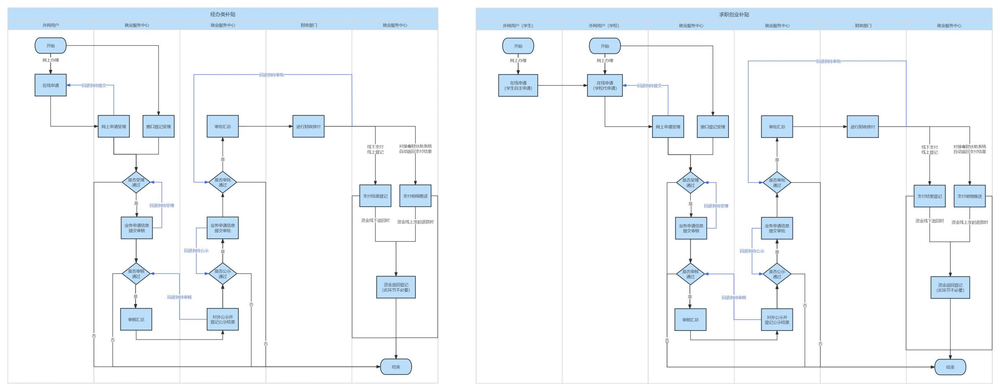 经办类补贴
外网用户
就业服务中心
就业服务中心
财政部门
就业服务中心
开始
网上办理
在线申请
回退到待提交
回退到待审批
网上申请受理
窗口登记受理
审批汇总
进行财政拨付
线下支付
线上登记
对接粤财扶助系统
自动返回支付结果
是
是否受理
通过
是否审批
通过
是
回退到待受理
支付结果登记
支付明细推送
业务申请信息
提交审核
业务申请信息
提交审批
资金线下追回时
资金线上发起退款时
回退到待公示
是
是否审核
通过
是否公示
通过
资金追回登记
(此环节不必要)
是
回退到待审核
否
审核汇总
对外公示并
登记公示结果
否
否
否
结束
求职创业补贴
外网用户（学生)
外网用户（学校)
就业服务中心
就业服务中心
财政部门
就业服务中心
开始
开始
网上办理
网上办理
回退到待审批
在线申请
(学生自主申请)
在线申请
(学校代申请)
回退到待提交
网上申请受理
窗口登记受理
审批汇总
进行财政拨付
线下支付
线上登记
对接粤财扶助系统
自动返回支付结果
是
是否受理
通过
是否审批
通过
是
回退到待受理
支付结果登记
支付明细推送
业务申请信息
提交审核
业务申请信息
提交审批
资金线下追回时
资金线上发起退款时
回退到待公示
是
是否审核
通过
是否公示
通过
资金追回登记
(此环节不必要)
是
回退到待审核
否
审核汇总
对外公示并
登记公示结果
否
否
结束